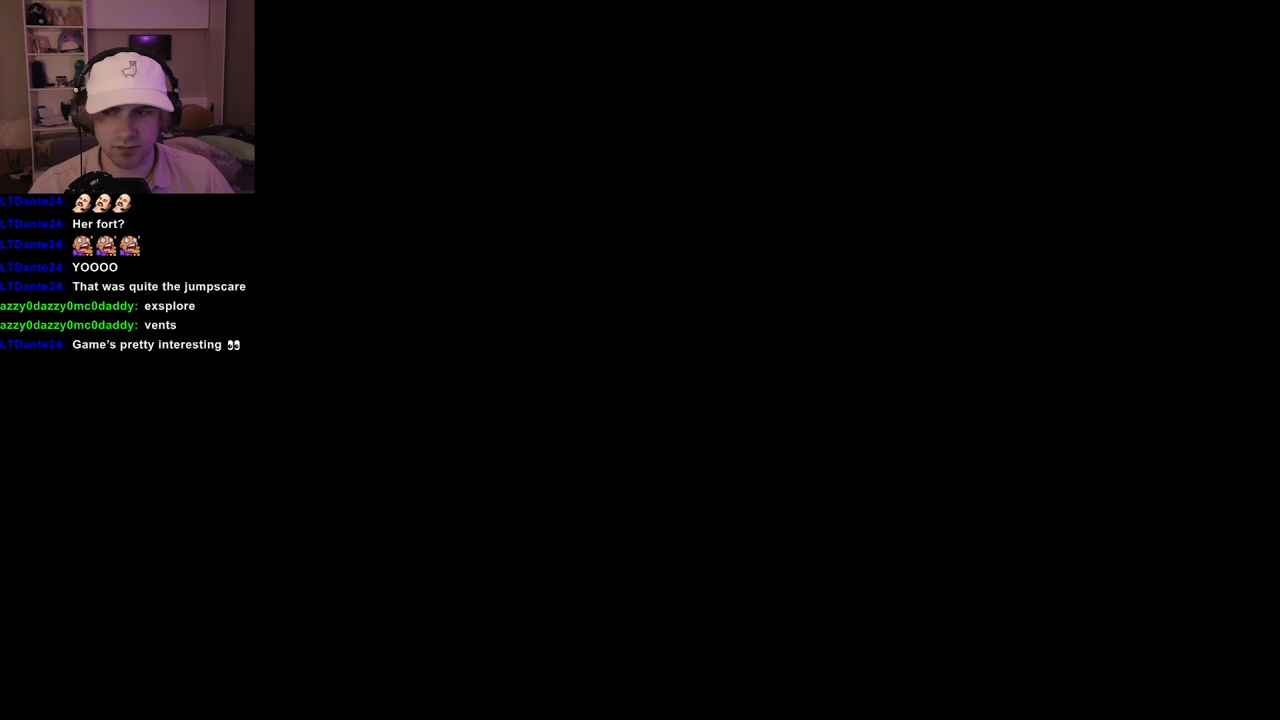 LTDante24:
LTDante24: Her fort?
LTDante24:
LTDante24: YOOOO
LTDante24: That was quite the jumpscare
azzy0dazzy0mc0daddy: exsplore
azzy0dazzy0mc0daddy: vents
LTDante24: Game's pretty interesting 👀